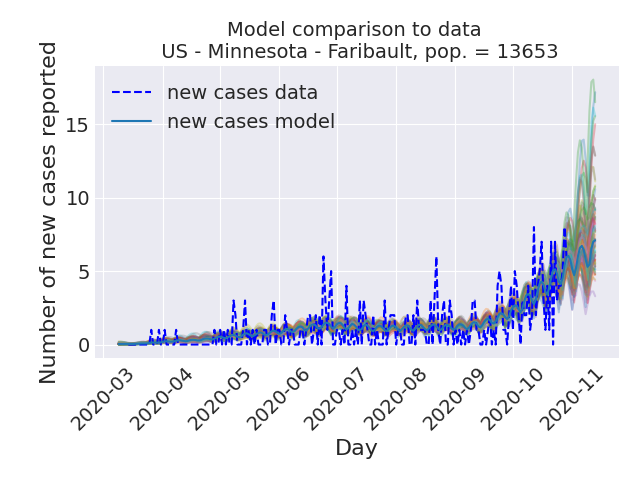 Model comparison to data
US - Minnesota - Faribault, pop. = 13653
Number of new cases reported
new cases data
new cases model
15
10
5
0
2020-03
2020-04
2020-05
2020-06
2020-07
2020-08
2020-09
2020-10
2020-11
Day